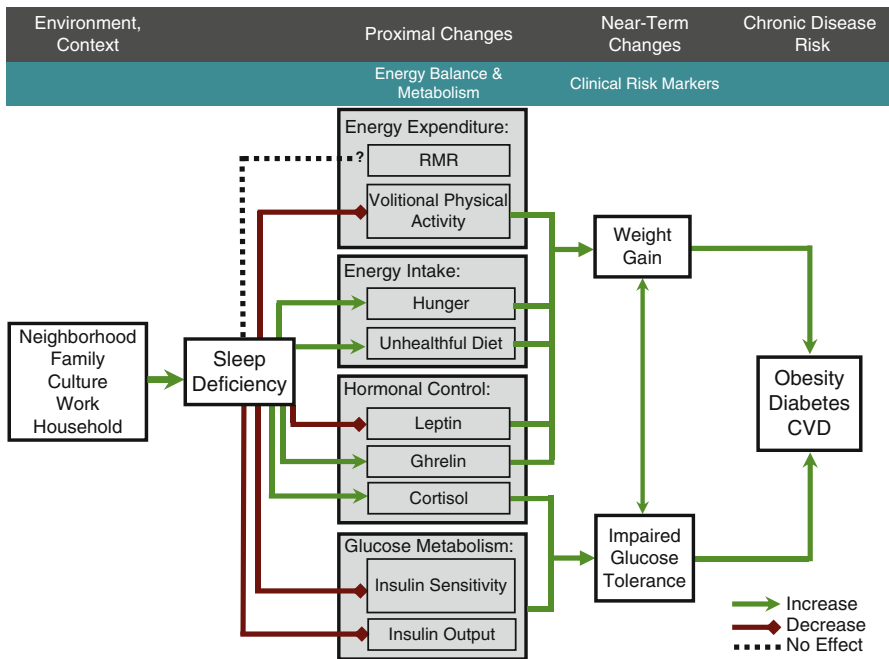 Environment,
Context
Proximal Changes
Near-Term
Changes
Chronic Disease
Risk
Energy Balance &
Metabolism
Clinical Risk Markers
Energy Expenditure:
?
RMR
Volitional Physical
Activity
Weight
Gain
Energy Intake:
Hunger
Unhealthful Diet
Neighborhood
Family
Culture
Work
Household
Sleep
Deficiency
Hormonal Control:
Leptin
Ghrelin
Cortisol
Obesity
Diabetes
CVD
Glucose Metabolism:
Insulin Sensitivity
Insulin Output
Impaired
Glucose
Tolerance
Increase
Decrease
No Effect